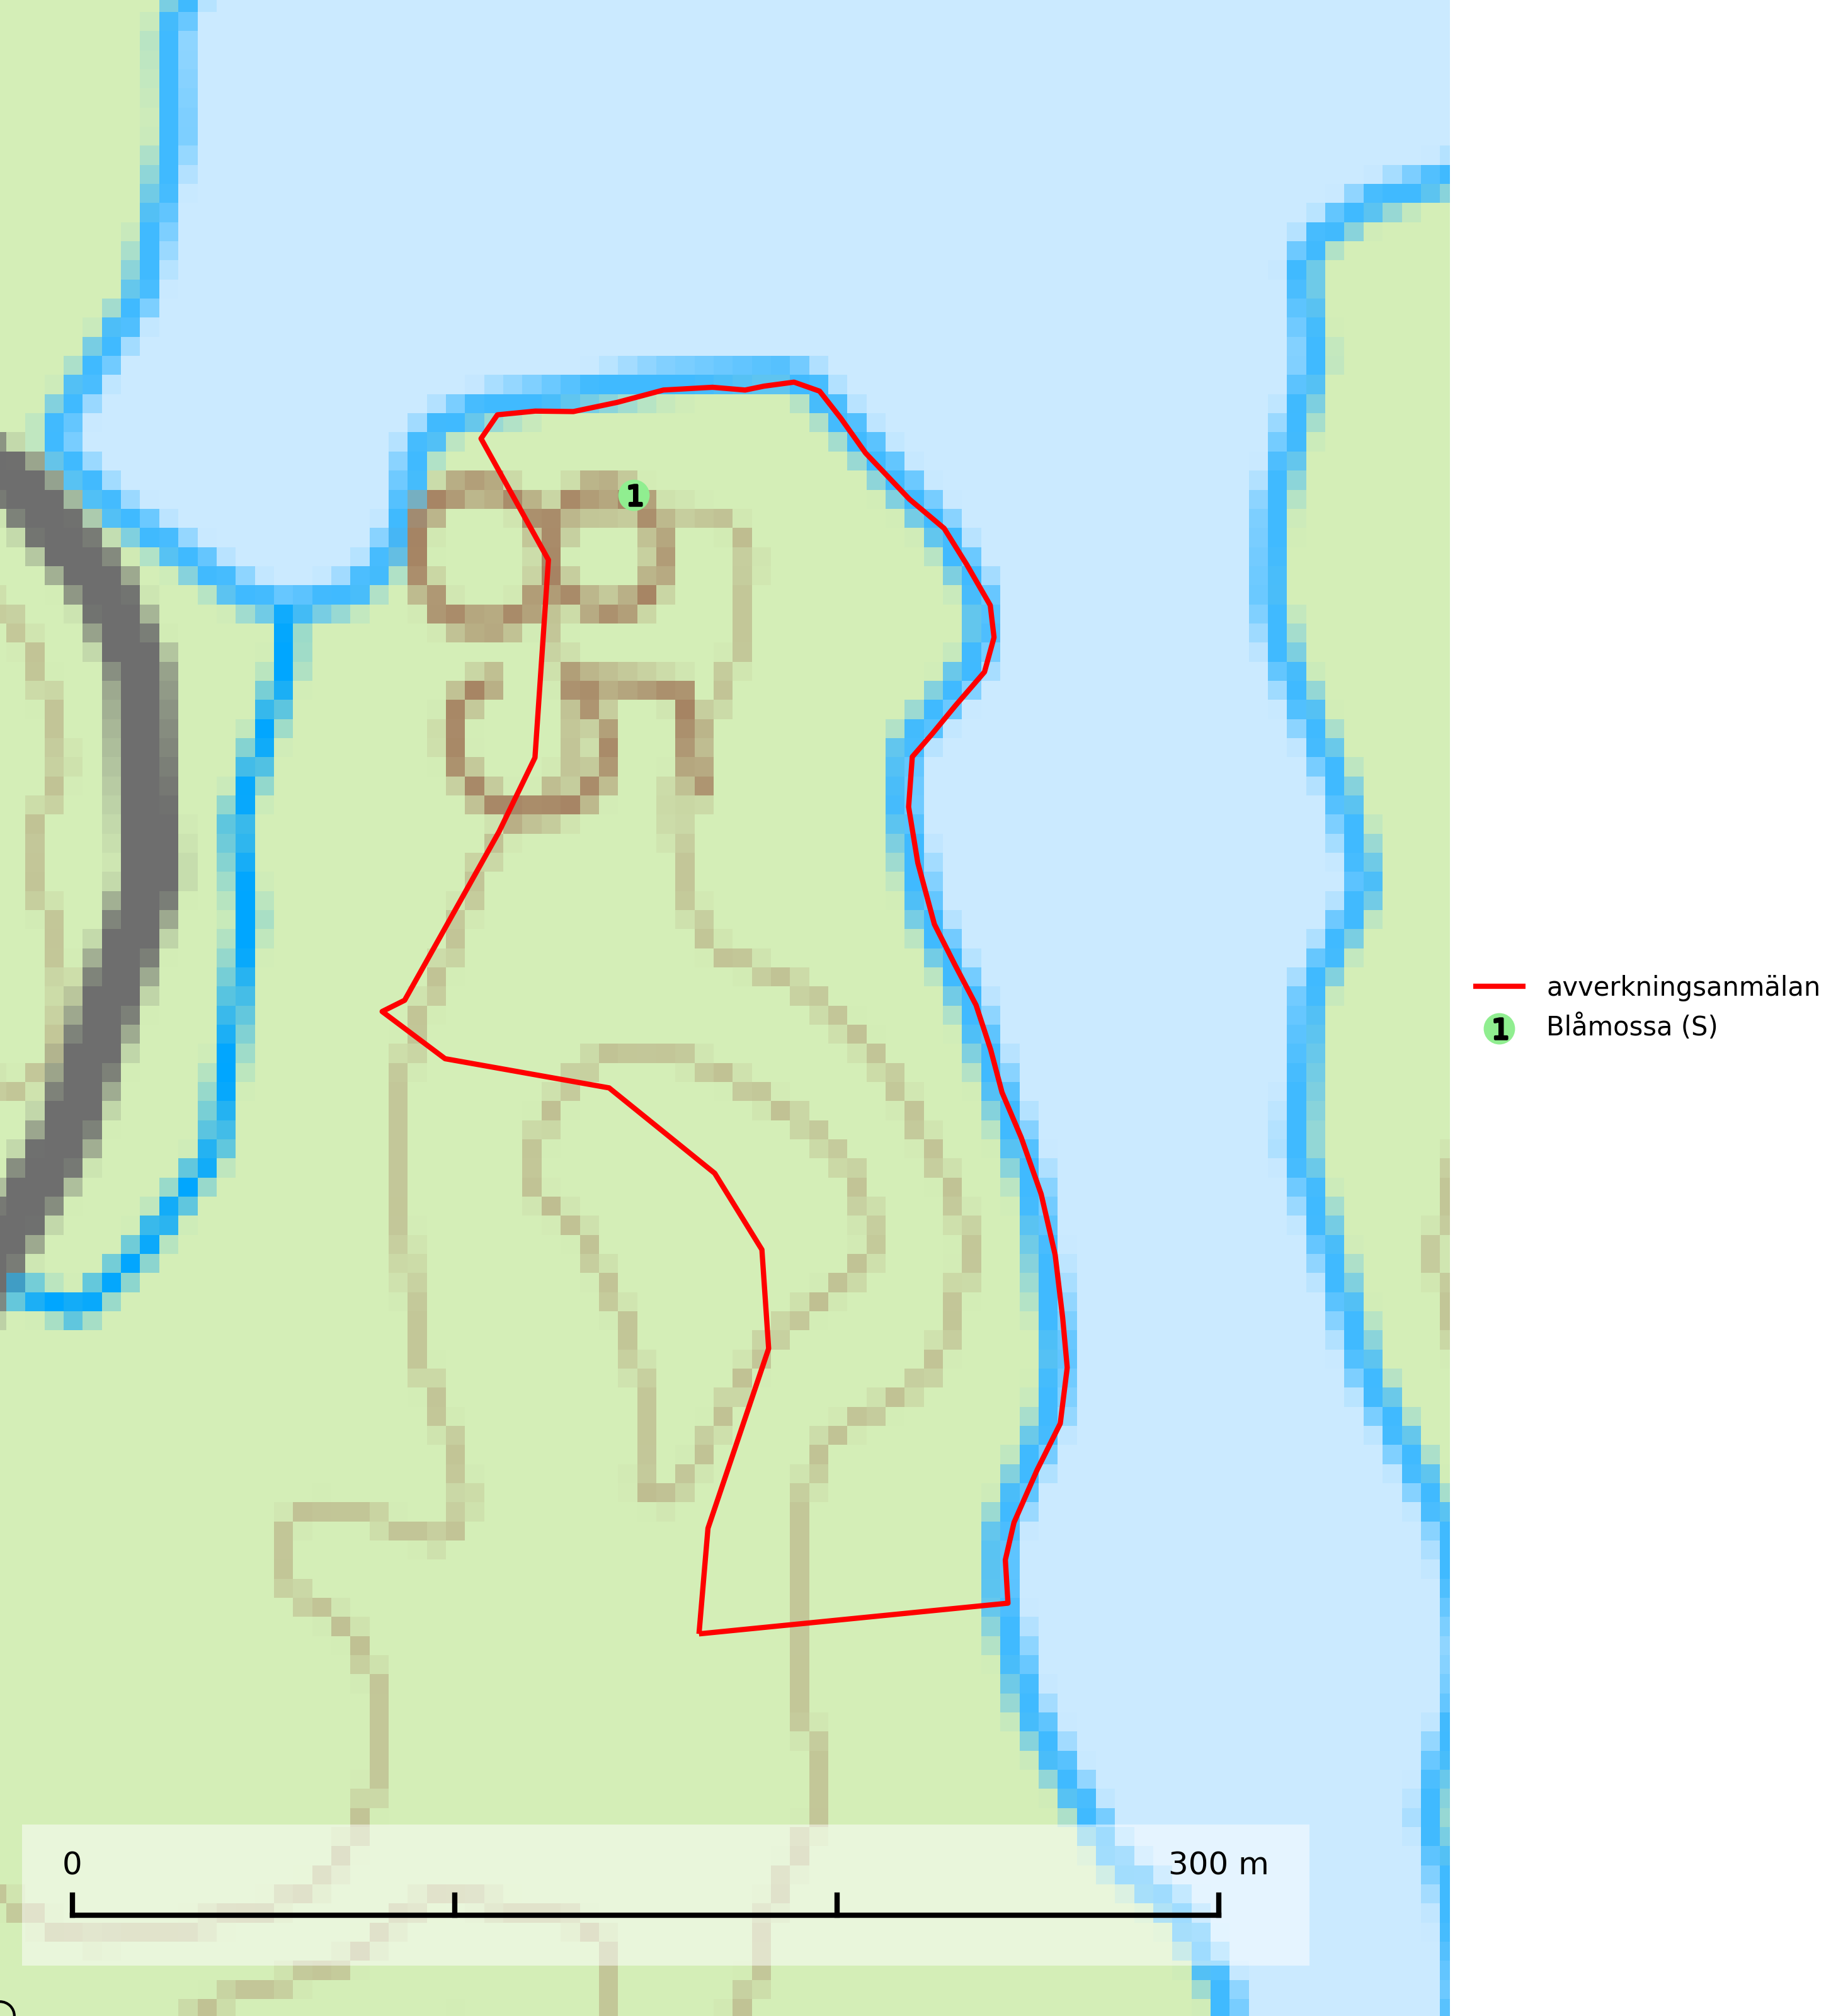 1
avverkningsanmälan
1 Blåmossa (S)
0 300 m